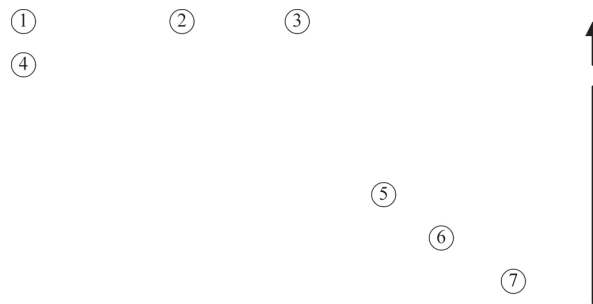 ① ② ③
④
⑤
⑥
⑦